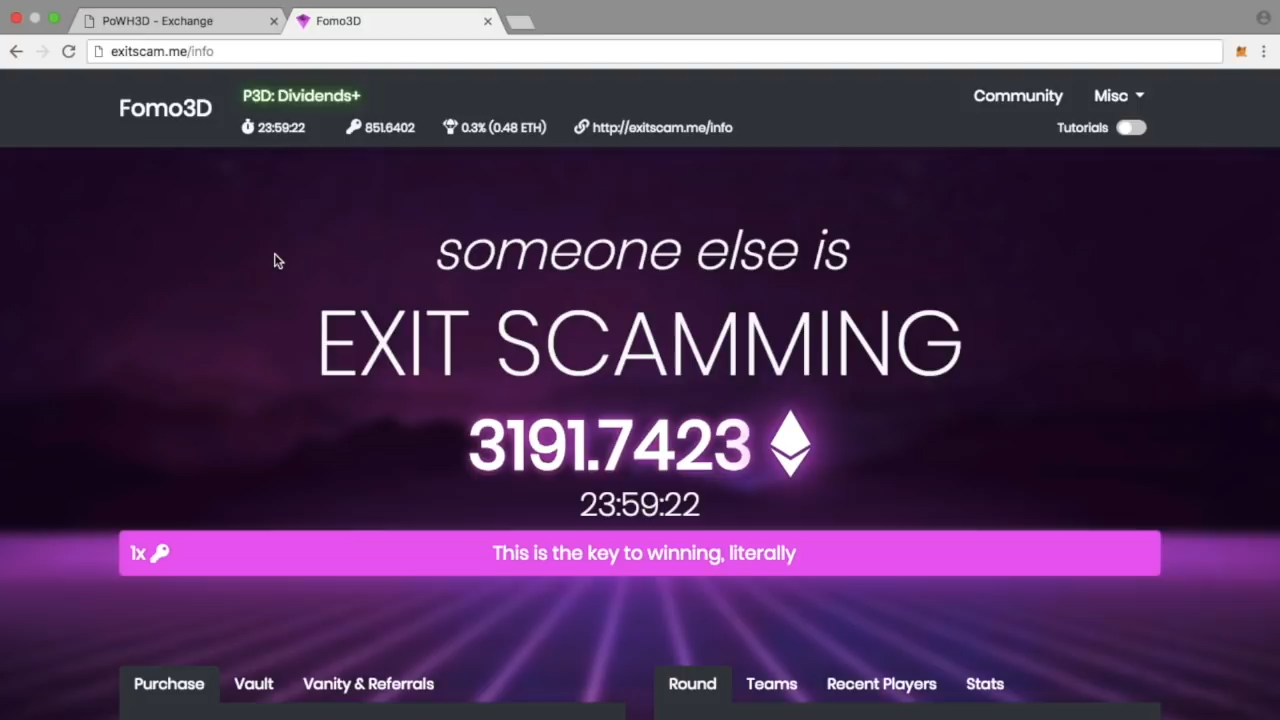 PoWH3D - Exchange
Fomo3D
exitscam.me/info
Fomo3D
P3D: Dividends+
Community
Misc
23:59:22
851.6402
0.3% (0.48 ETH)
http://exitscam.me/info
Tutorials
someone else is
EXIT SCAMMING
3191.7423
23:59:22
1x
This is the key to winning, literally
Purchase
Vault
Vanity & Referrals
Round
Teams
Recent Players
Stats